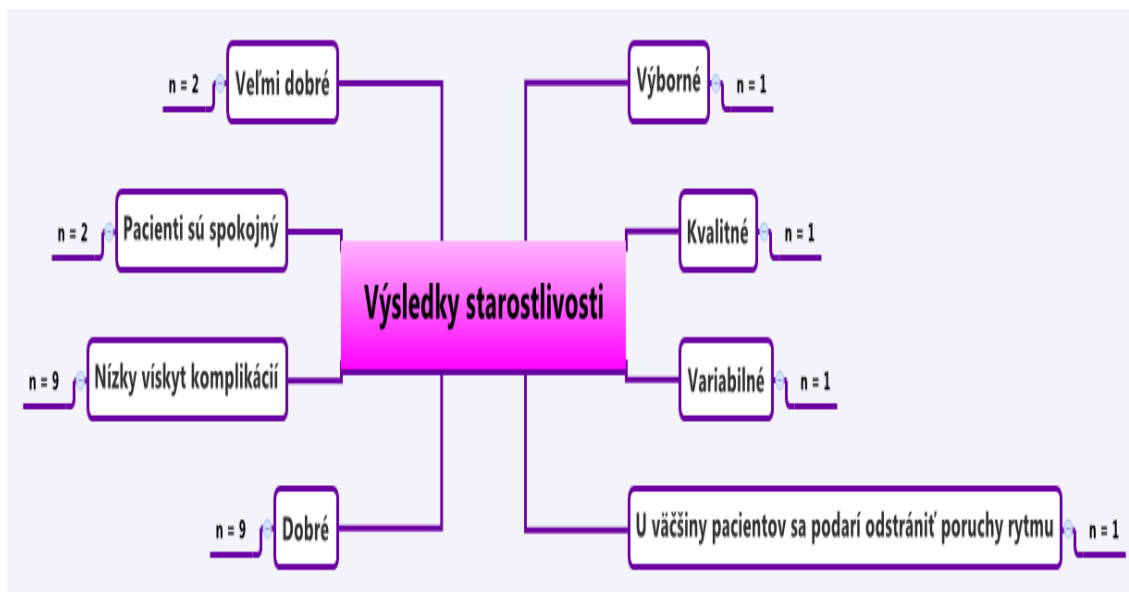 Veľmi dobré
n = 2
Výborné
n = 1
Pacienti sú spokojný
n = 2
Kvalitné
n = 1
Výsledky starostlivosti
Nízky vískyt komplikácií
n = 9
Variabilné
n = 1
Dobré
n = 9
U väčšiny pacientov sa podarí odstrániť poruchy rytmu
n = 1